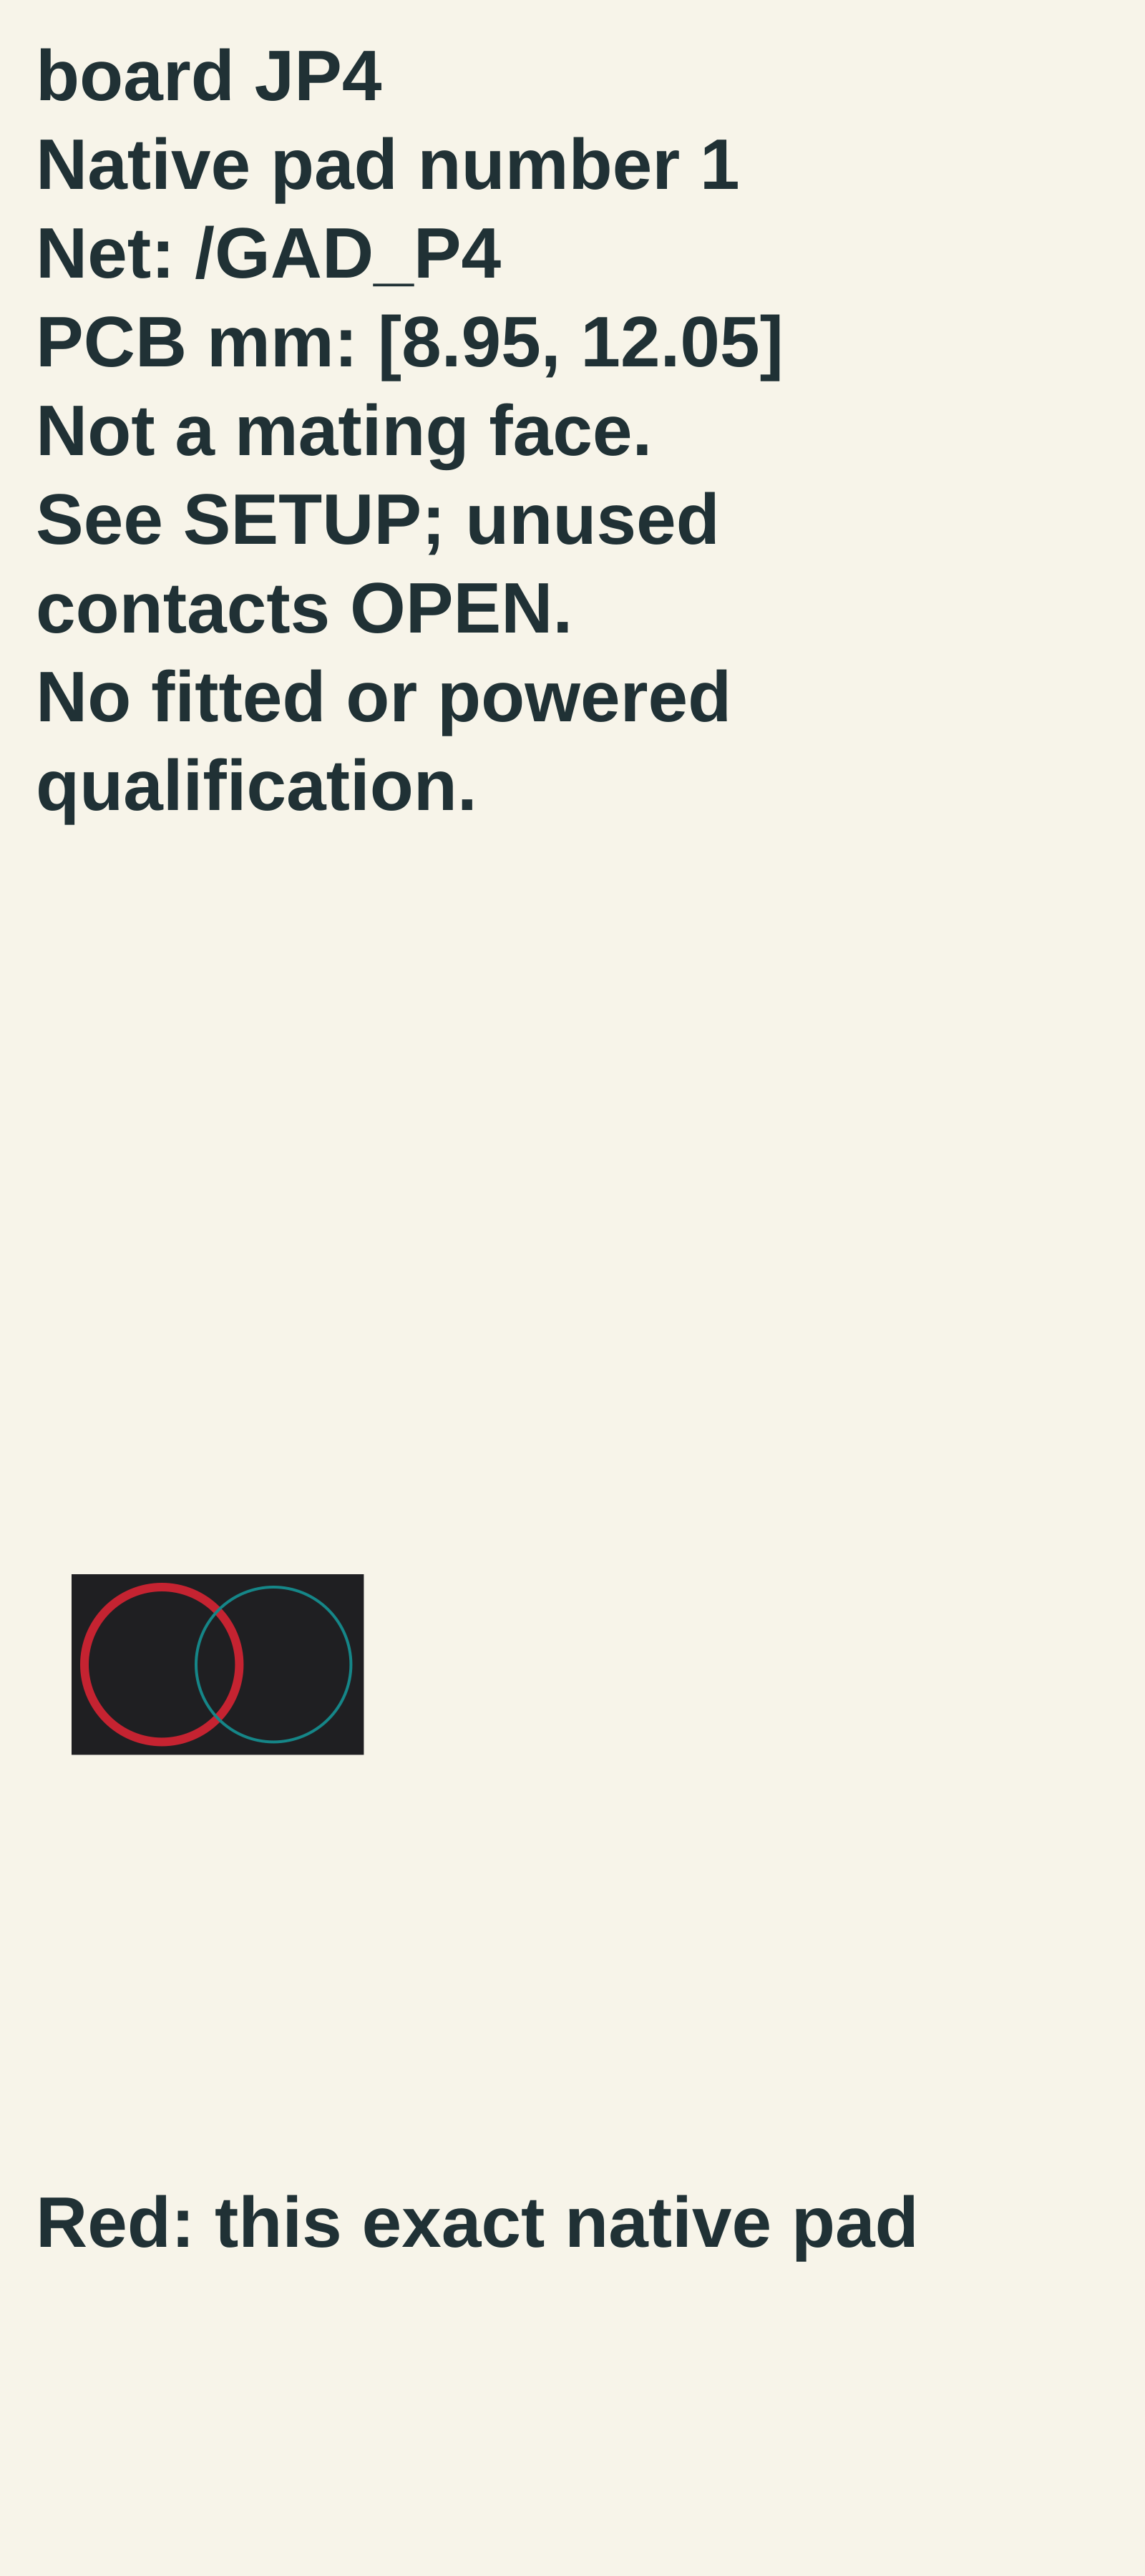 board JP4
Native pad number 1
Net: /GAD_P4
PCB mm: [8.95, 12.05]
Not a mating face.
See SETUP; unused
contacts OPEN.
No fitted or powered
qualification.
Red: this exact native pad